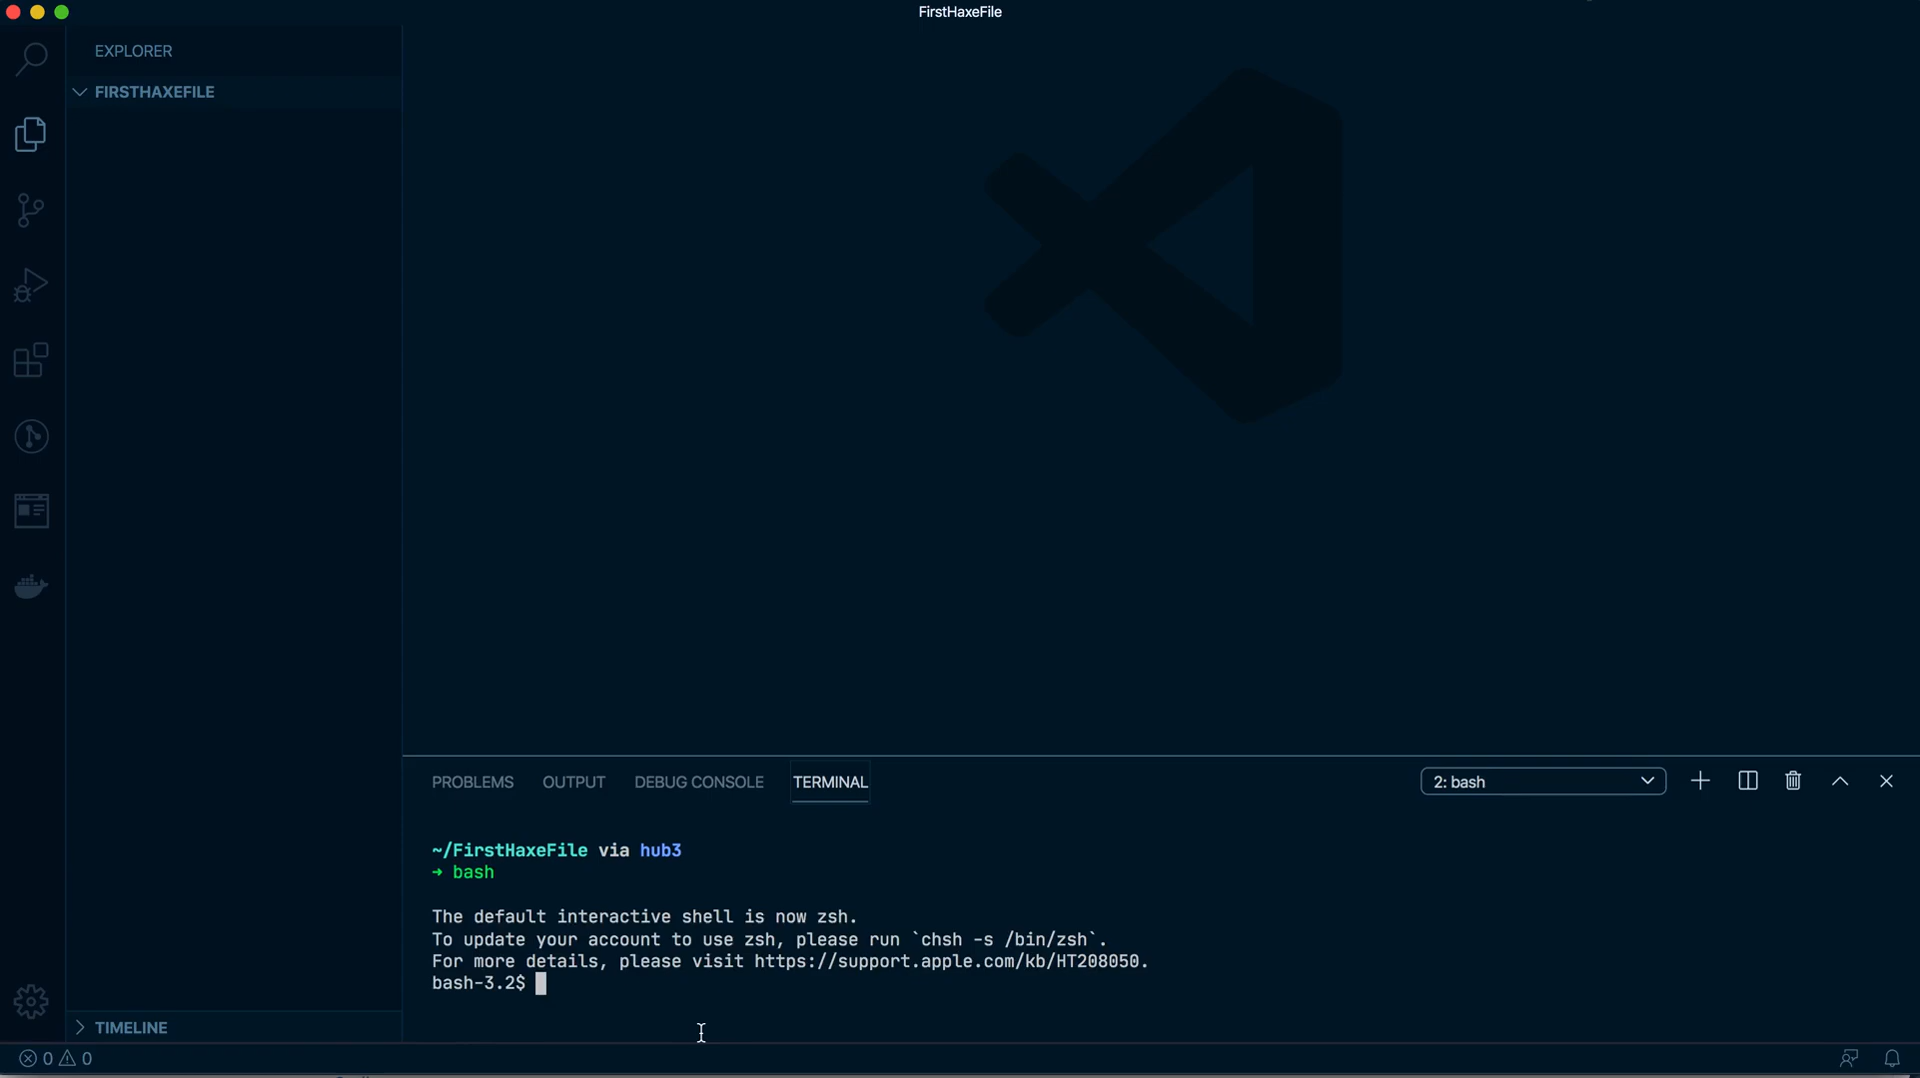 FirstHaxeFile
EXPLORER
FIRSTHAXEFILE
PROBLEMS OUTPUT DEBUG CONSOLE TERMINAL 2: bash
~/FirstHaxeFile via hub3
→ bash
The default interactive shell is now zsh.
To update your account to use zsh, please run `chsh -s /bin/zsh`.
For more details, please visit https://support.apple.com/kb/HT208050.
bash-3.2$
TIMELINE
0 0